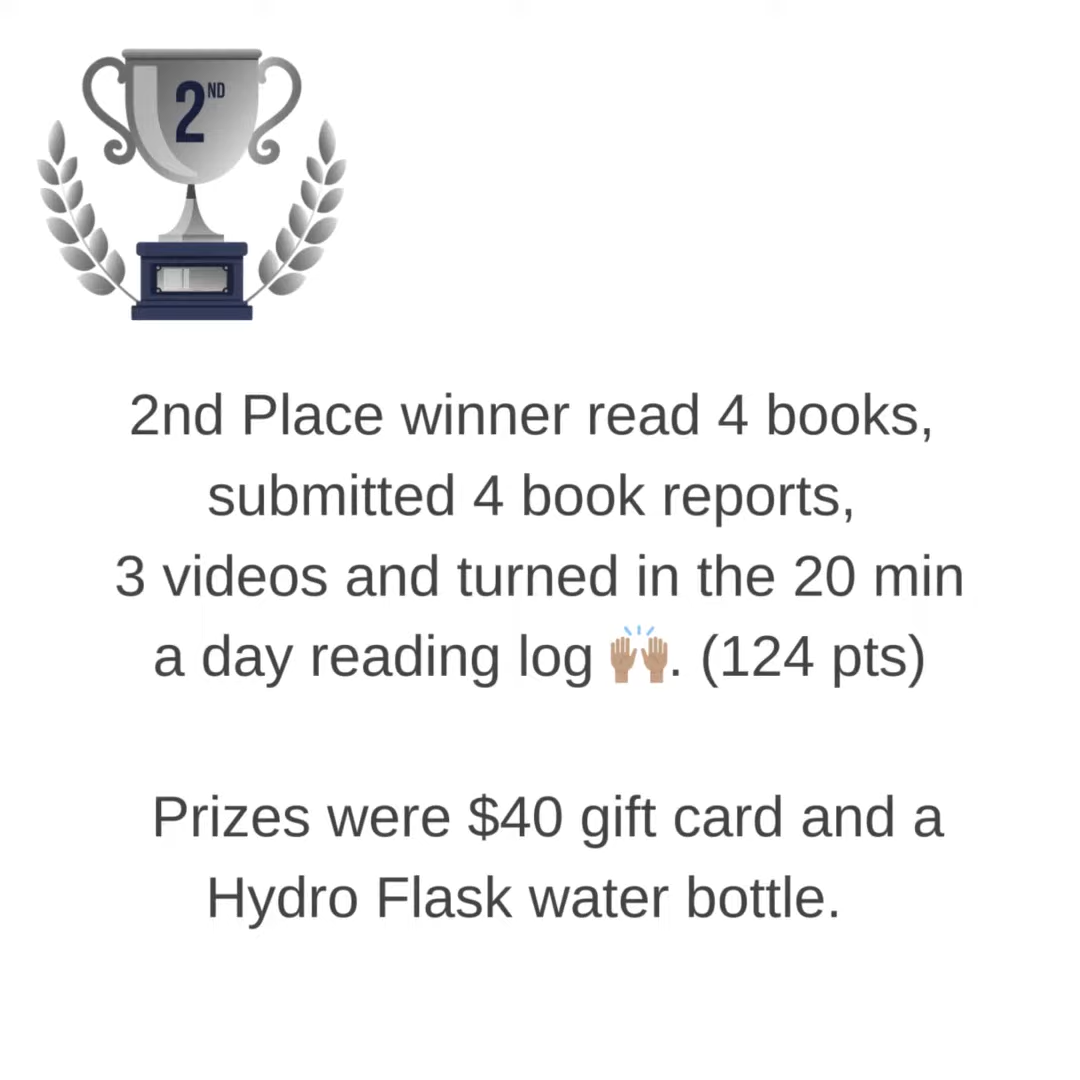 2ND
2nd Place winner read 4 books,
submitted 4 book reports,
3 videos and turned in the 20 min
a day reading log 🙌🏽. (124 pts)
Prizes were $40 gift card and a
Hydro Flask water bottle.